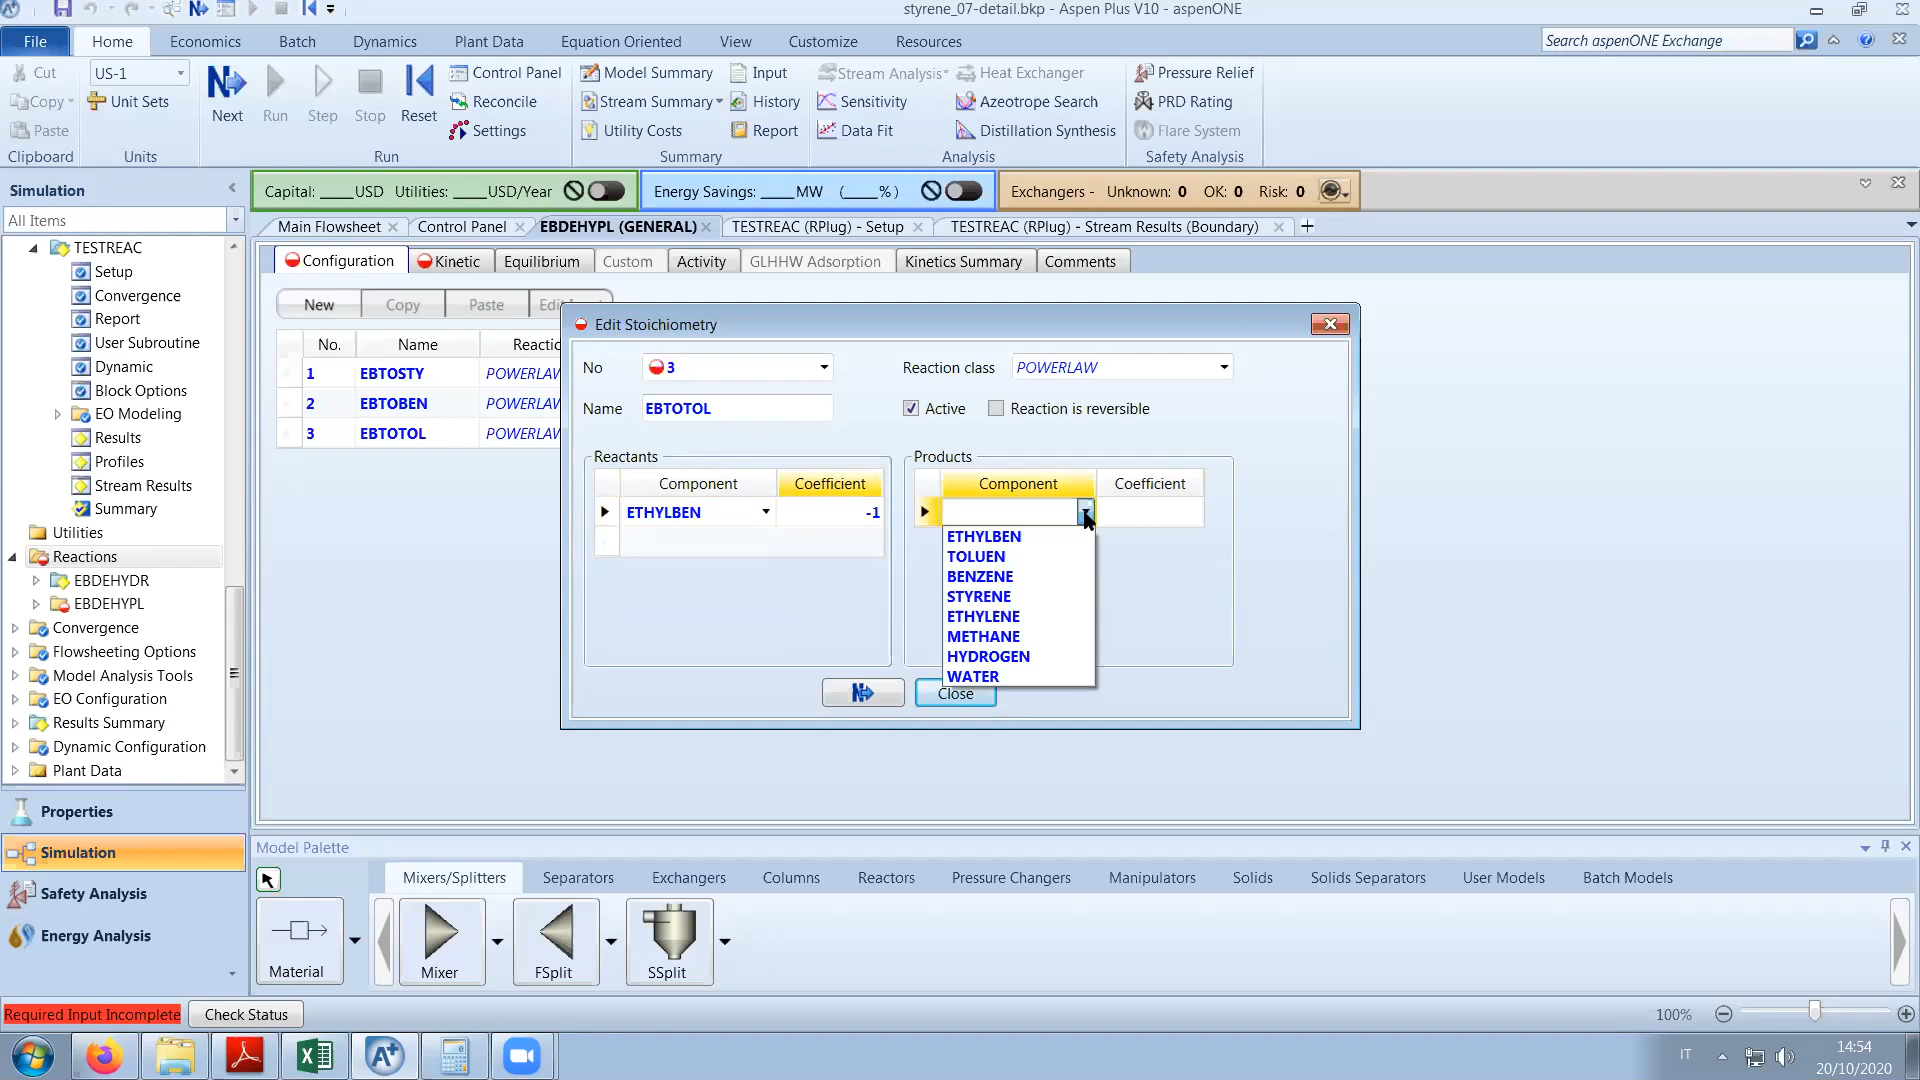 styrene_07-detail.bkp - Aspen Plus V10 - aspenONE
File Home Economics Batch Dynamics Plant Data Equation Oriented View Customize Resources Search aspenONE Exchange
Cut
Copy
Paste
Clipboard
US-1
Unit Sets
Units
Next Run Step Stop Reset
Control Panel
Reconcile
Settings
Run
Model Summary
Stream Summary
Utility Costs
Input
History
Report
Summary
Stream Analysis
Sensitivity
Data Fit
Heat Exchanger
Azeotrope Search
Distillation Synthesis
Analysis
Pressure Relief
PRD Rating
Flare System
Safety Analysis
Simulation
Capital: ____USD Utilities: ____USD/Year
Energy Savings: ____MW (____%)
Exchangers - Unknown: 0 OK: 0 Risk: 0
All Items
Main Flowsheet Control Panel EBDEHYPL (GENERAL) TESTREAC (RPlug) - Setup TESTREAC (RPlug) - Stream Results (Boundary)
TESTREAC
Setup
Convergence
Report
User Subroutine
Dynamic
Block Options
EO Modeling
Results
Profiles
Stream Results
Summary
Utilities
Reactions
EBDEHYDR
EBDEHYPL
Convergence
Flowsheeting Options
Model Analysis Tools
EO Configuration
Results Summary
Dynamic Configuration
Plant Data
Properties
Simulation
Safety Analysis
Energy Analysis
Configuration Kinetic Equilibrium Custom Activity GLHHW Adsorption Kinetics Summary Comments
New Copy Paste
No. Name
1 EBTOSTY
2 EBTOBEN
3 EBTOTOL
Edit Stoichiometry
No 3 Reaction class POWERLAW
Name EBTOTOL Active Reaction is reversible
Reactants
Component Coefficient
ETHYLBEN -1
Products
Component Coefficient
ETHYLBEN
TOLUEN
BENZENE
STYRENE
ETHYLENE
METHANE
HYDROGEN
WATER
N Close
Model Palette
Mixers/Splitters Separators Exchangers Columns Reactors Pressure Changers Manipulators Solids Solids Separators User Models Batch Models
Material Mixer FSplit SSplit
Required Input Incomplete Check Status 100%
IT 14:54
20/10/2020